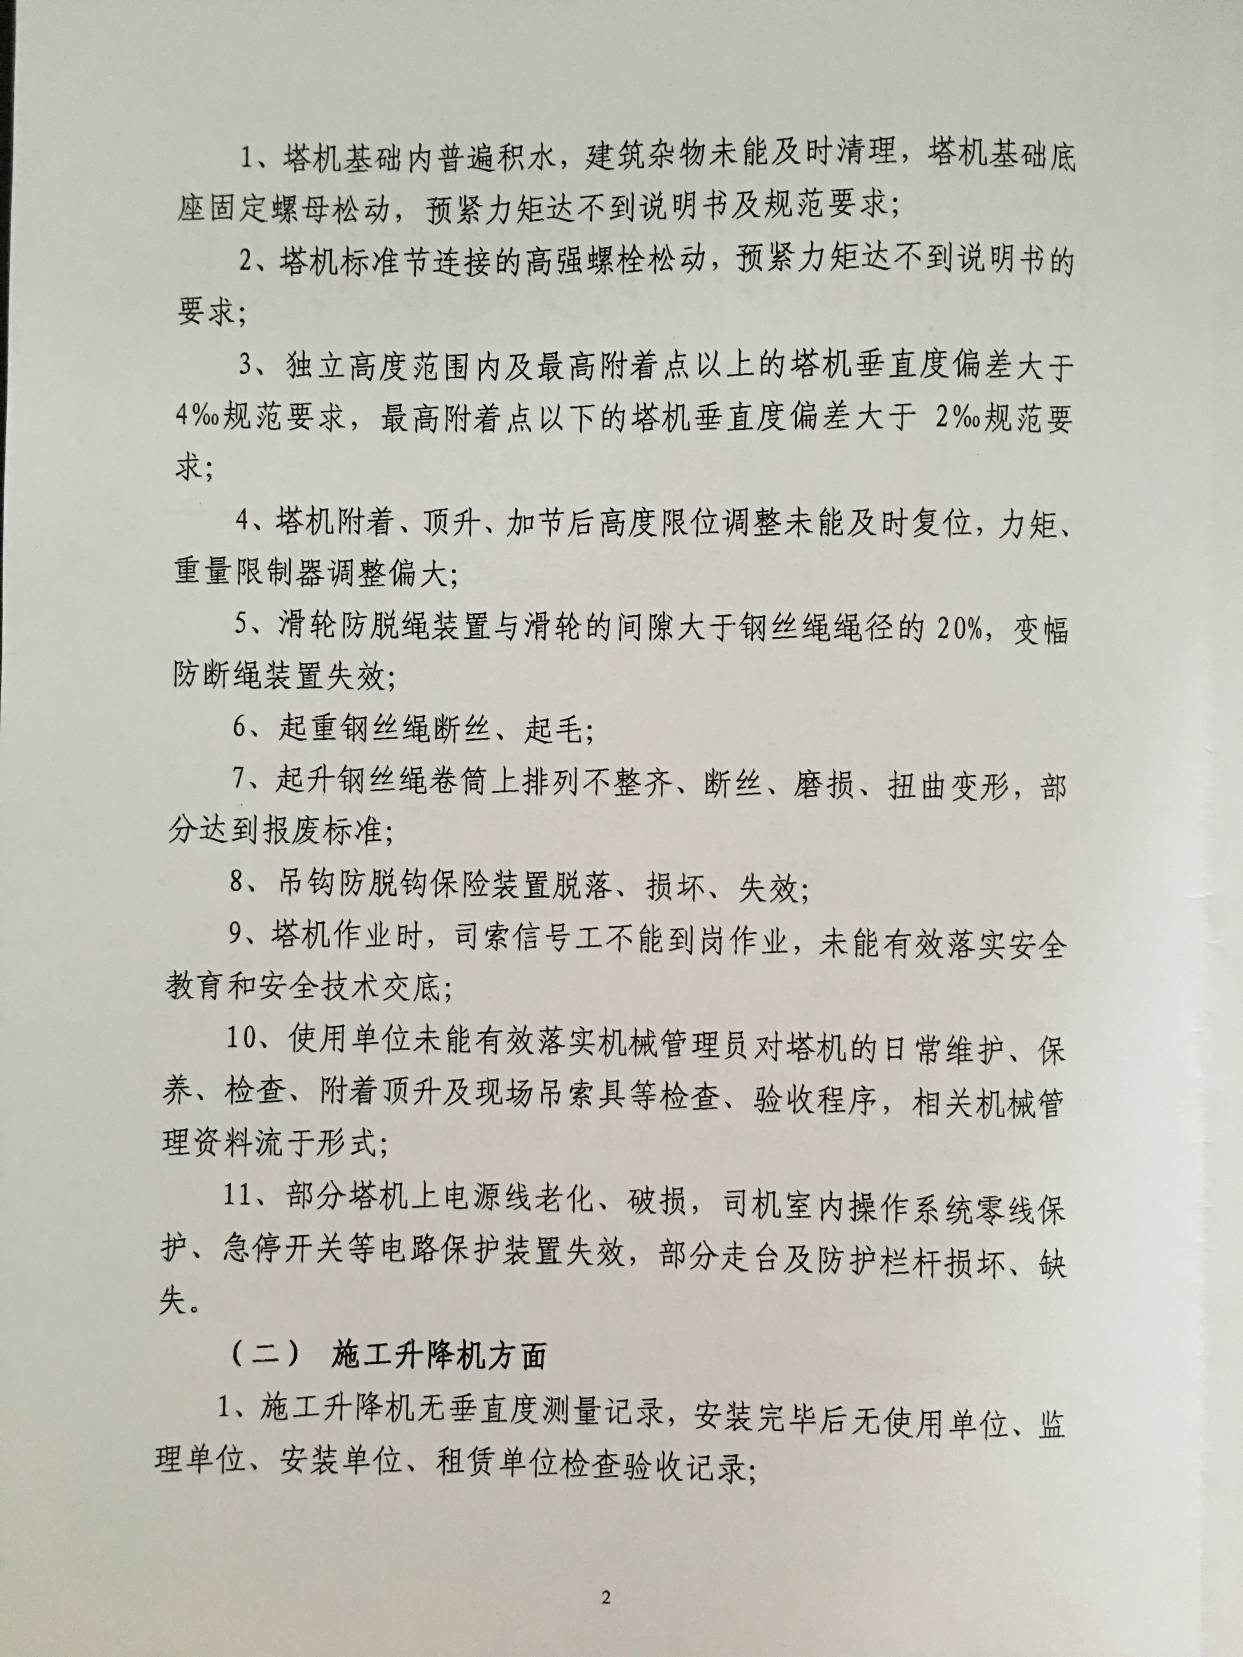 1、塔机基础内普遍积水，建筑杂物未能及时清理，塔机基础底
座固定螺母松动，预紧力矩达不到说明书及规范要求；
2、塔机标准节连接的高强螺栓松动，预紧力矩达不到说明书的
要求；
3、独立高度范围内及最高附着点以上的塔机垂直度偏差大于
4‰规范要求，最高附着点以下的塔机垂直度偏差大于 2‰规范要
求；
4、塔机附着、顶升、加节后高度限位调整未能及时复位，力矩、
重量限制器调整偏大；
5、滑轮防脱绳装置与滑轮的间隙大于钢丝绳绳径的 20%，变幅
防断绳装置失效；
6、起重钢丝绳断丝、起毛；
7、起升钢丝绳卷筒上排列不整齐、断丝、磨损、扭曲变形，部
分达到报废标准；
8、吊钩防脱钩保险装置脱落、损坏、失效；
9、塔机作业时，司索信号工不能到岗作业，未能有效落实安全
教育和安全技术交底；
10、使用单位未能有效落实机械管理员对塔机的日常维护、保
养、检查、附着顶升及现场吊索具等检查、验收程序，相关机械管
理资料流于形式；
11、部分塔机上电源线老化、破损，司机室内操作系统零线保
护、急停开关等电路保护装置失效，部分走台及防护栏杆损坏、缺
失。
（二） 施工升降机方面
1、施工升降机无垂直度测量记录，安装完毕后无使用单位、监
理单位、安装单位、租赁单位检查验收记录；
2